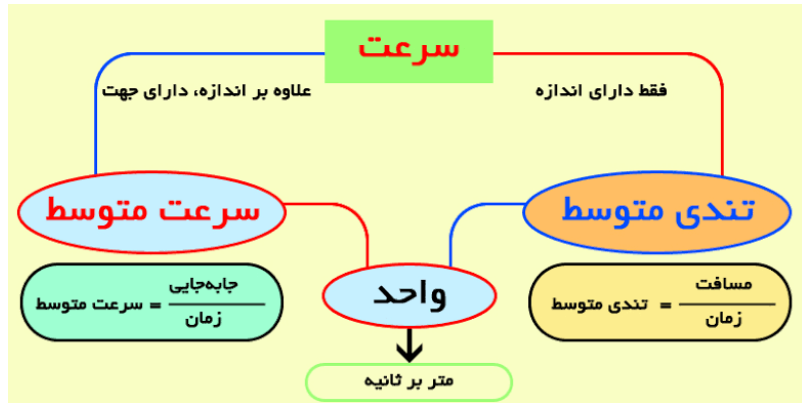 سرعت
فقط دارای اندازه
علاوه بر اندازه، دارای جهت
تندی متوسط
سرعت متوسط
واحد
مسافت
تندی متوسط =
زمان
جابه‌جایی
سرعت متوسط =
زمان
متر بر ثانیه